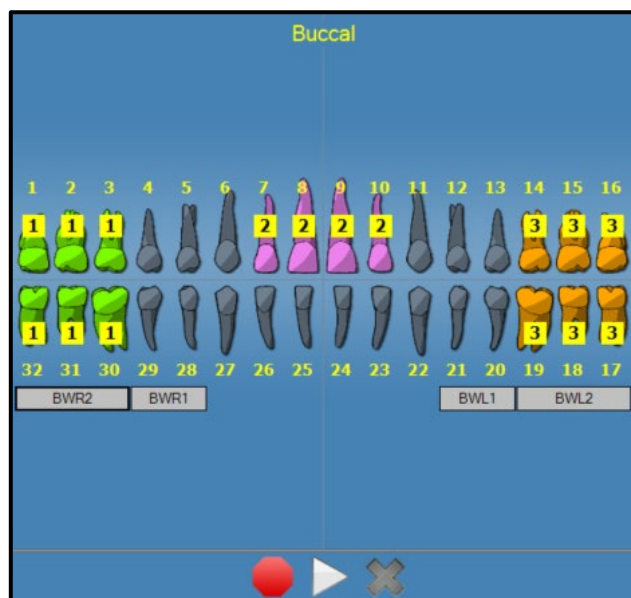 Buccal
1 2 3 4 5 6 7 8 9 10 11 12 13 14 15 16
1 1 1 2 2 2 2 3 3 3
1 1 1 3 3 3
32 31 30 29 28 27 26 25 24 23 22 21 20 19 18 17
BWR2 BWR1 BWL1 BWL2